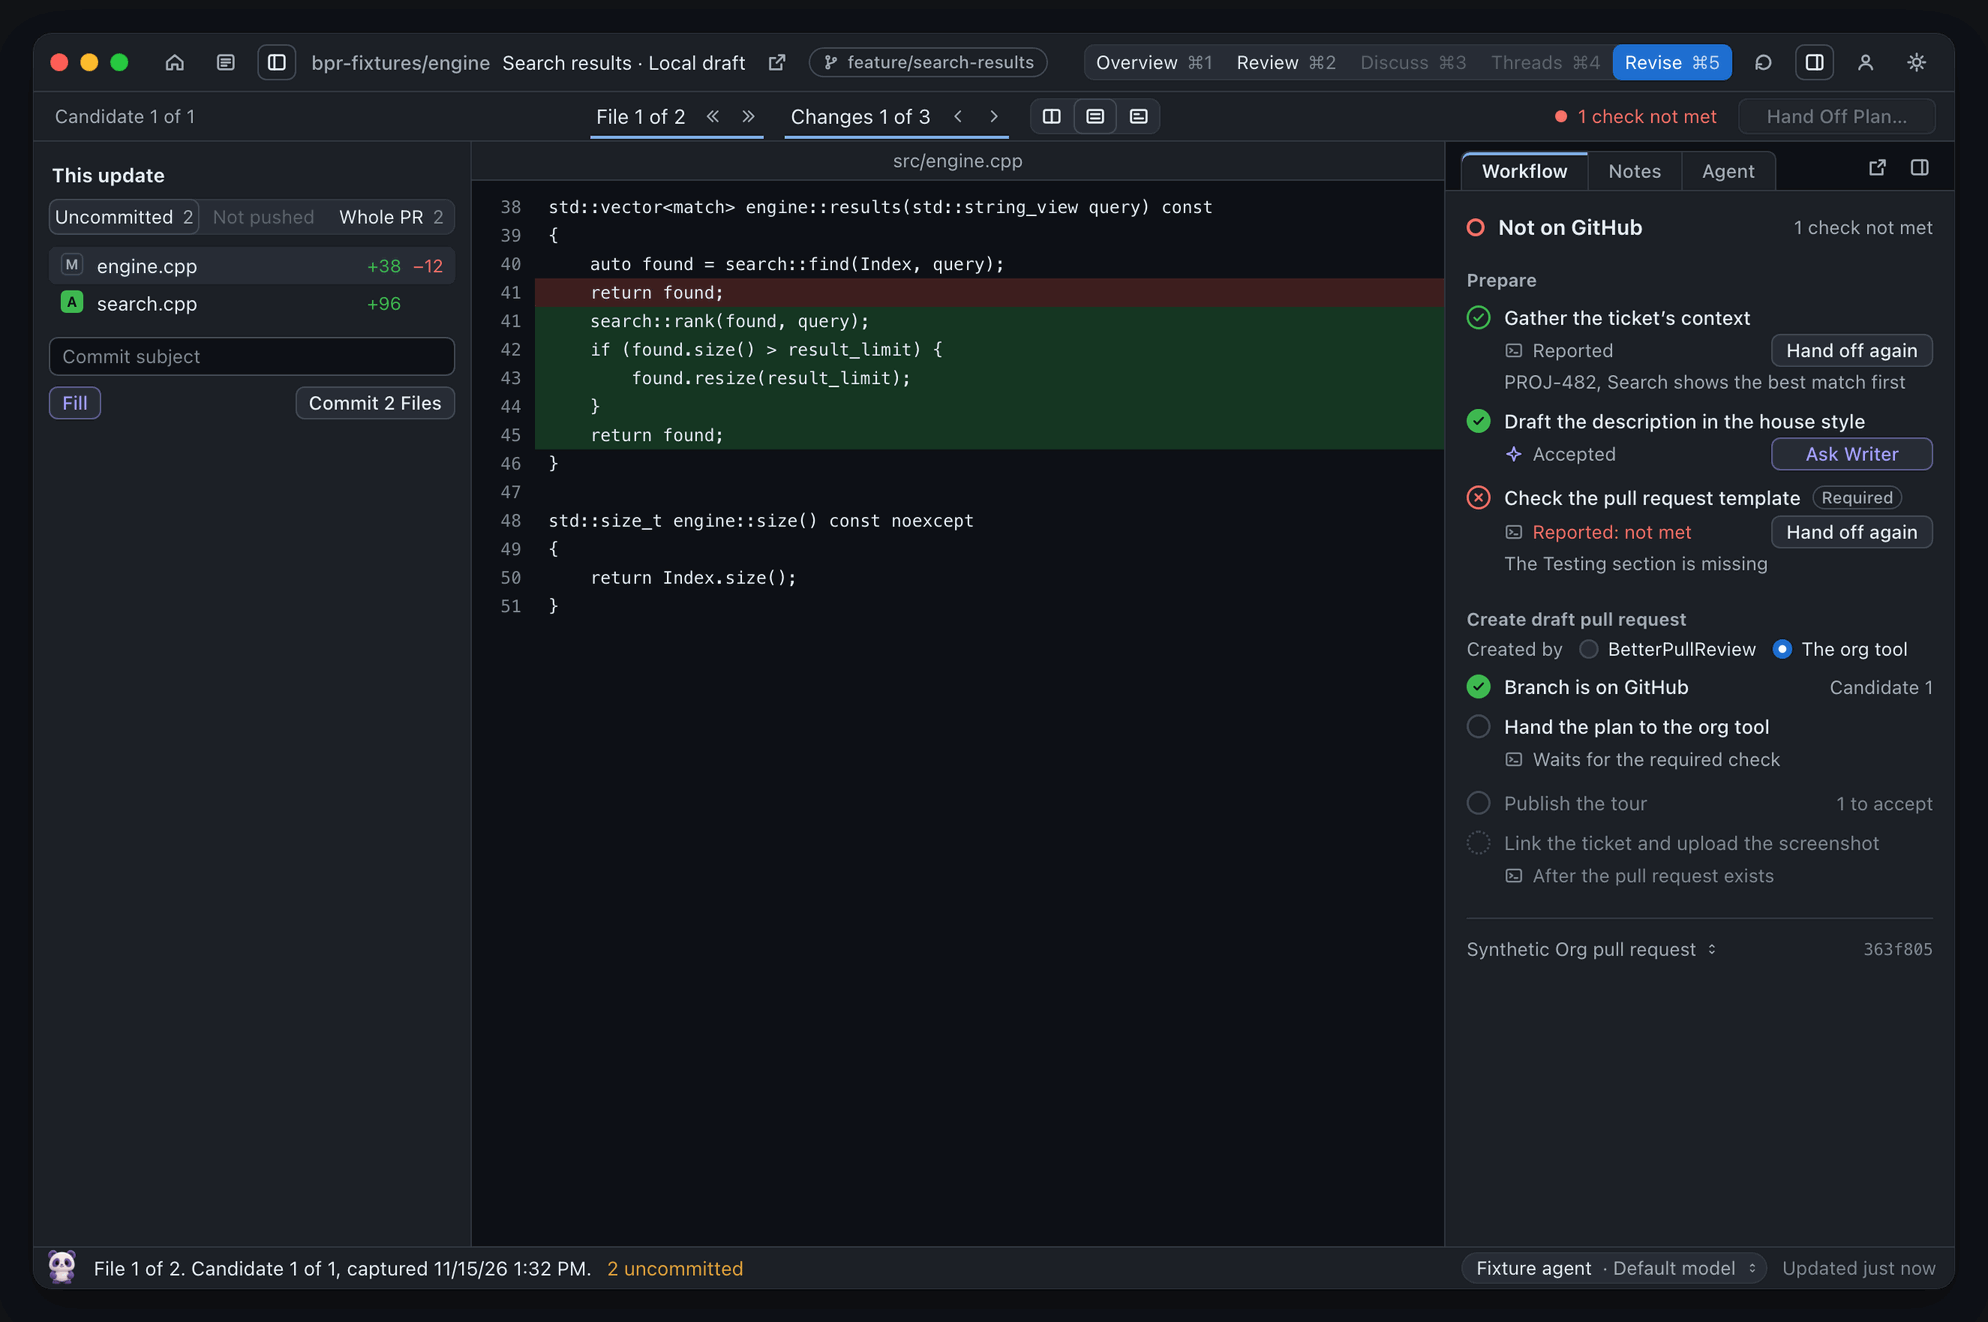 bpr-fixtures/engine Search results · Local draft feature/search-results Overview ⌘1 Review ⌘2 Discuss ⌘3 Threads ⌘4 Revise ⌘5
Candidate 1 of 1 File 1 of 2 « » Changes 1 of 3 ‹ › 1 check not met Hand Off Plan…
This update
Uncommitted 2 Not pushed Whole PR 2
M engine.cpp +38 −12
A search.cpp +96
Commit subject
Fill Commit 2 Files
src/engine.cpp
38 std::vector<match> engine::results(std::string_view query) const
39 {
40     auto found = search::find(Index, query);
41     return found;
41     search::rank(found, query);
42     if (found.size() > result_limit) {
43         found.resize(result_limit);
44     }
45     return found;
46 }
47
48 std::size_t engine::size() const noexcept
49 {
50     return Index.size();
51 }
Workflow Notes Agent
Not on GitHub 1 check not met
Prepare
Gather the ticket’s context
Reported Hand off again
PROJ-482, Search shows the best match first
Draft the description in the house style
Accepted Ask Writer
Check the pull request template Required
Reported: not met Hand off again
The Testing section is missing
Create draft pull request
Created by BetterPullReview The org tool
Branch is on GitHub Candidate 1
Hand the plan to the org tool
Waits for the required check
Publish the tour 1 to accept
Link the ticket and upload the screenshot
After the pull request exists
Synthetic Org pull request 363f805
File 1 of 2. Candidate 1 of 1, captured 11/15/26 1:32 PM. 2 uncommitted
Fixture agent · Default model Updated just now